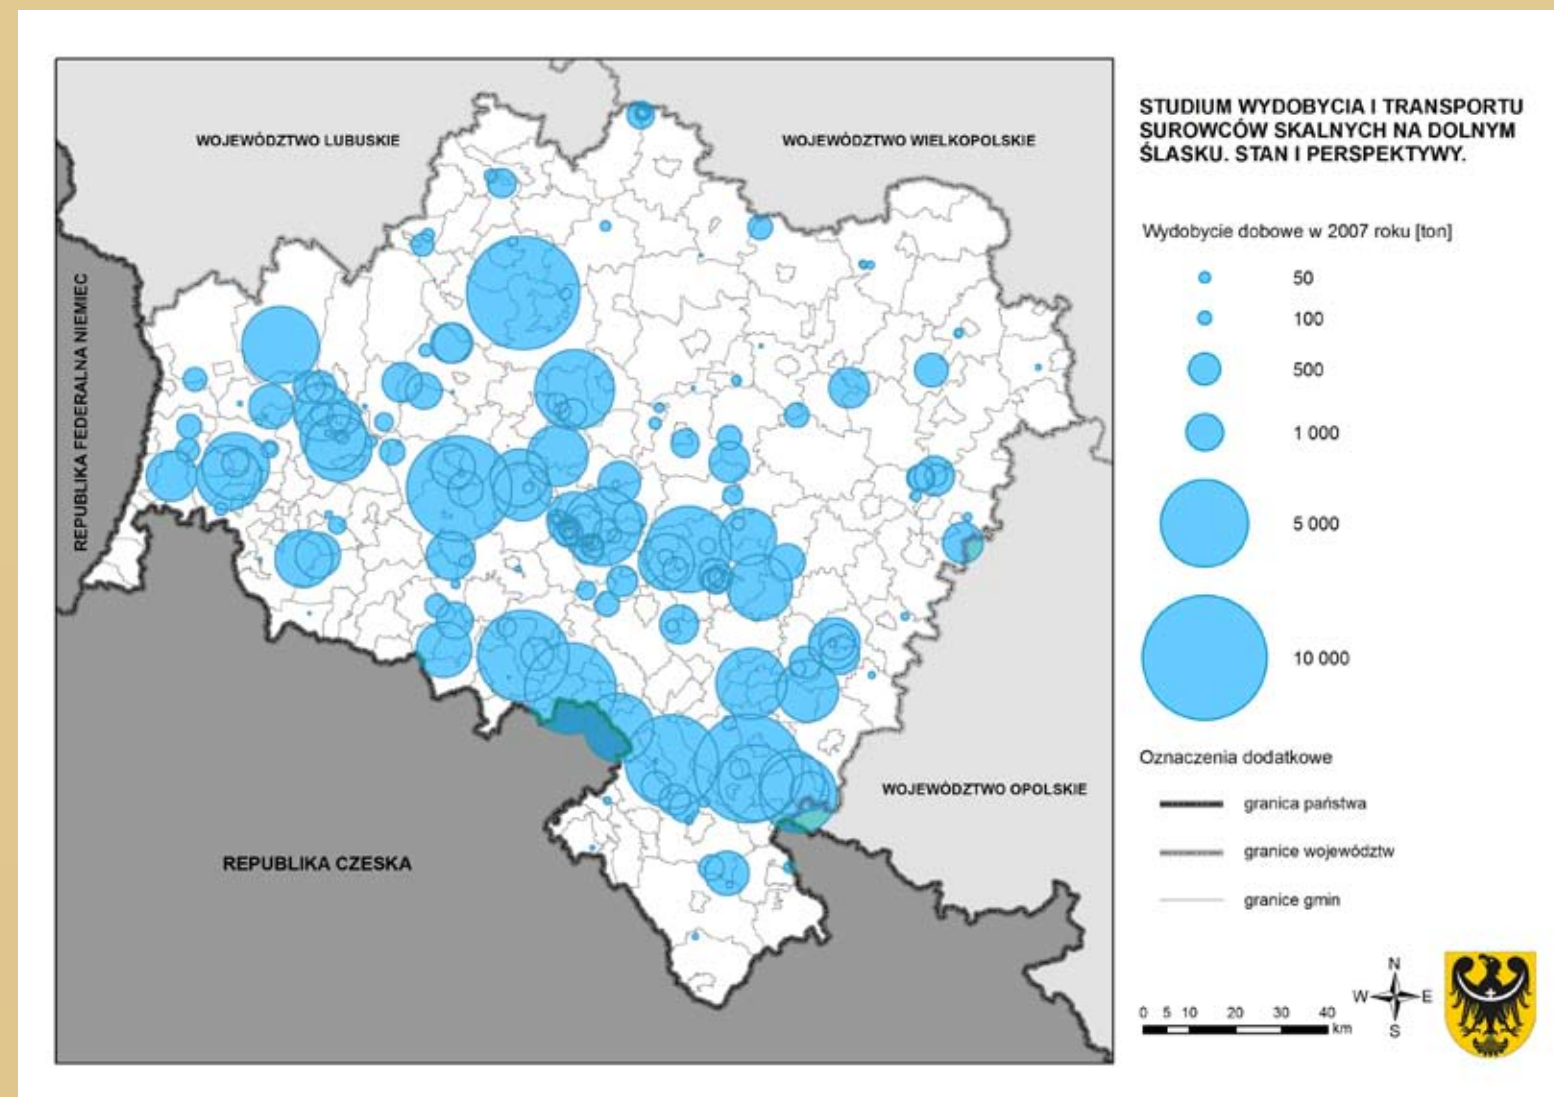 WOJEWÓDZTWO LUBUSKIE
WOJEWÓDZTWO WIELKOPOLSKIE
REPUBLIKA FEDERALNA NIEMIEC
REPUBLIKA CZESKA
WOJEWÓDZTWO OPOLSKIE
STUDIUM WYDOBYCIA I TRANSPORTU
SUROWCÓW SKALNYCH NA DOLNYM
ŚLASKU. STAN I PERSPEKTYWY.
Wydobycie dobowe w 2007 roku [ton]
50
100
500
1 000
5 000
10 000
Oznaczenia dodatkowe
granica państwa
granice województw
granice gmin
N
W E
S
0 5 10 20 30 40
km